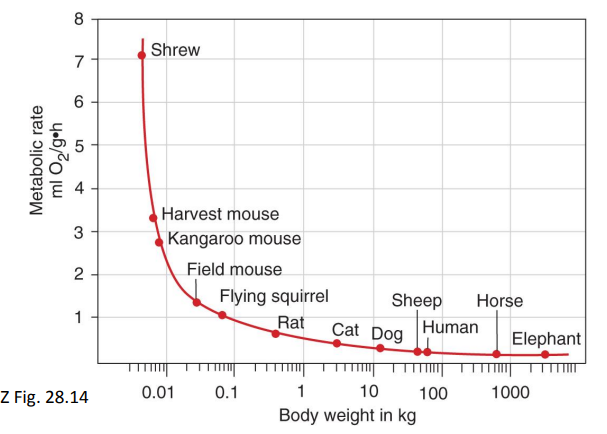 8
Shrew
7
6
5
4
Metabolic rate
ml O₂/g•h
Harvest mouse
3
Kangaroo mouse
2
Field mouse
Flying squirrel
1
Rat
Cat
Dog
Sheep
Human
Horse
Elephant
Z Fig. 28.14
0.01 0.1 1 10 100 1000
Body weight in kg